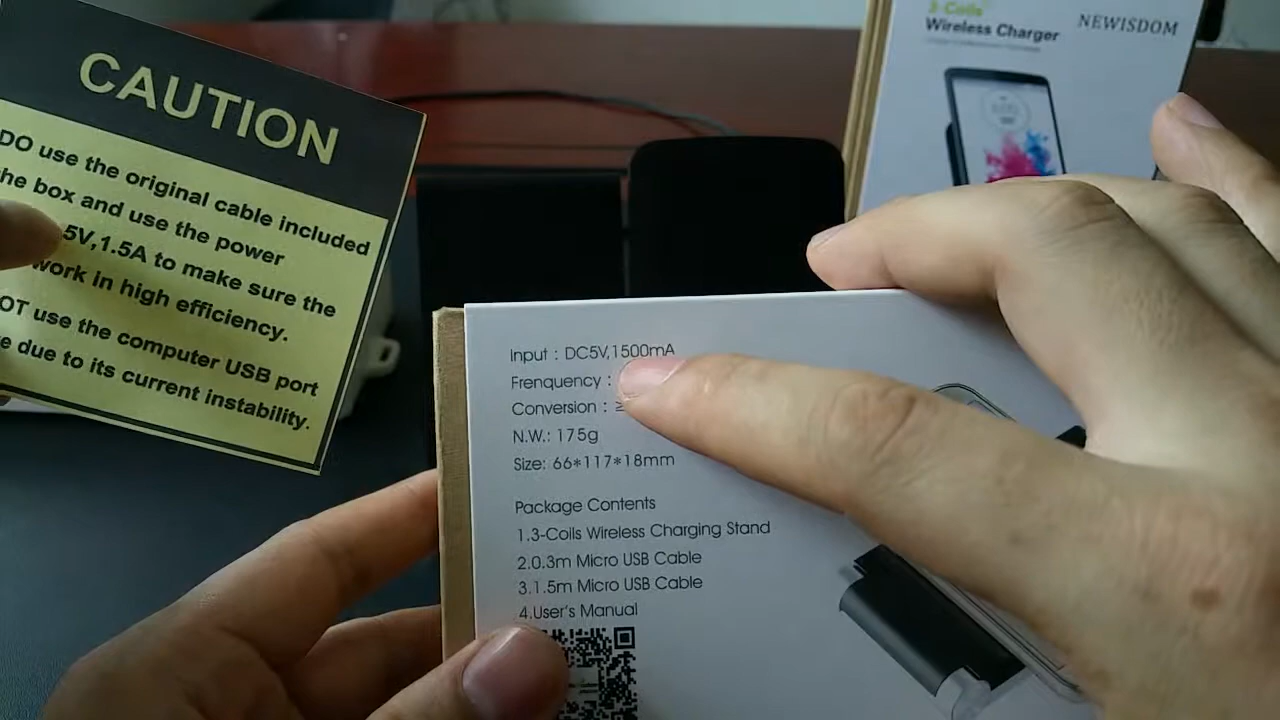 CAUTION
DO use the original cable included
the box and use the power
5V,1.5A to make sure the
work in high efficiency.
OT use the computer USB port
e due to its current instability.
3-Coils
Wireless Charger
NEWISDOM
Input : DC5V,1500mA
Frenquency :
Conversion : ≥
N.W.: 175g
Size: 66*117*18mm
Package Contents
1.3-Coils Wireless Charging Stand
2.0.3m Micro USB Cable
3.1.5m Micro USB Cable
4.User's Manual